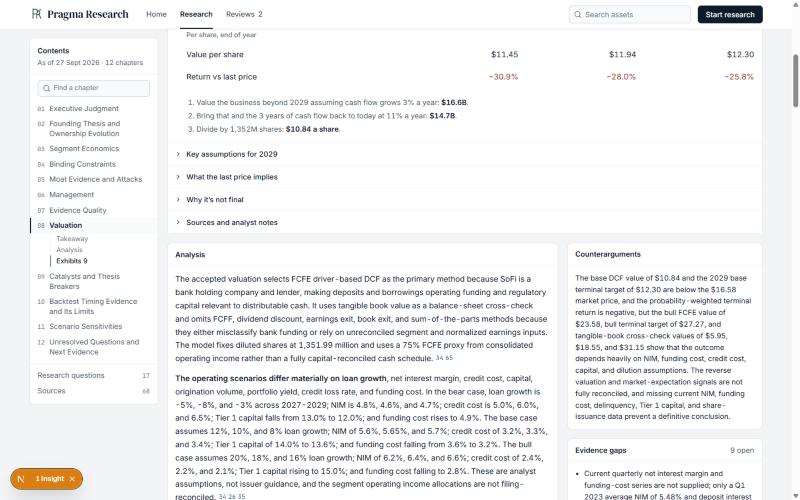 Pragma Research
Home
Research
Reviews 2
Search assets
Start research
Contents
As of 27 Sept 2026 · 12 chapters
Find a chapter
01 Executive Judgment
02 Founding Thesis and
Ownership Evolution
03 Segment Economics
04 Binding Constraints
05 Moat Evidence and Attacks
06 Management
07 Evidence Quality
08 Valuation
Takeaway
Analysis
Exhibits 9
09 Catalysts and Thesis
Breakers
10 Backtest Timing Evidence
and Its Limits
11 Scenario Sensitivities
12 Unresolved Questions and
Next Evidence
Research questions 17
Sources 68
1 Insight
Per share, end of year
Value per share $11.45 $11.94 $12.30
Return vs last price −30.9% −28.0% −25.8%
1. Value the business beyond 2029 assuming cash flow grows 3% a year: $16.6B.
2. Bring that and the 3 years of cash flow back to today at 11% a year: $14.7B.
3. Divide by 1,352M shares: $10.84 a share.
Key assumptions for 2029
What the last price implies
Why it's not final
Sources and analyst notes
Analysis
The accepted valuation selects FCFE driver-based DCF as the primary method because SoFi is a
bank holding company and lender, making deposits and borrowings operating funding and regulatory
capital relevant to distributable cash. It uses tangible book value as a balance-sheet cross-check
and omits FCFF, dividend discount, earnings exit, book exit, and sum-of-the-parts methods because
they either misclassify bank funding or rely on unreconciled segment and normalized earnings inputs.
The model fixes diluted shares at 1,351.99 million and uses a 75% FCFE proxy from consolidated
operating income rather than a fully capital-reconciled cash schedule. 34 65
The operating scenarios differ materially on loan growth, net interest margin, credit cost, capital,
origination volume, portfolio yield, credit loss rate, and funding cost. In the bear case, loan growth is
-5%, -8%, and -3% across 2027-2029; NIM is 4.8%, 4.6%, and 4.7%; credit cost is 5.0%, 6.0%,
and 6.5%; Tier 1 capital falls from 13.0% to 12.0%; and funding cost rises to 4.9%. The base case
assumes 12%, 10%, and 8% loan growth; NIM of 5.6%, 5.65%, and 5.7%; credit cost of 3.2%, 3.3%,
and 3.4%; Tier 1 capital of 14.0% to 13.6%; and funding cost falling from 3.6% to 3.2%. The bull
case assumes 20%, 18%, and 16% loan growth; NIM of 6.2%, 6.4%, and 6.6%; credit cost of 2.4%,
2.2%, and 2.1%; Tier 1 capital rising to 15.0%; and funding cost falling to 2.8%. These are analyst
assumptions, not issuer guidance, and the segment operating income allocations are not filing-
reconciled. 34 26 35
Counterarguments
The base DCF value of $10.84 and the 2029 base
terminal target of $12.30 are below the $16.58
market price, and the probability-weighted terminal
return is negative, but the bull FCFE value of
$23.58, bull terminal target of $27.27, and
tangible-book cross-check values of $5.95,
$18.55, and $31.15 show that the outcome
depends heavily on NIM, funding cost, credit cost,
capital, and dilution assumptions. The reverse
valuation and market-expectation signals are not
fully reconciled, and missing current NIM, funding
cost, delinquency, Tier 1 capital, and share-
issuance data prevent a definitive conclusion.
Evidence gaps 9 open
• Current quarterly net interest margin and
funding-cost series are not supplied; only a Q1
2023 average NIM of 5.48% and deposit interest